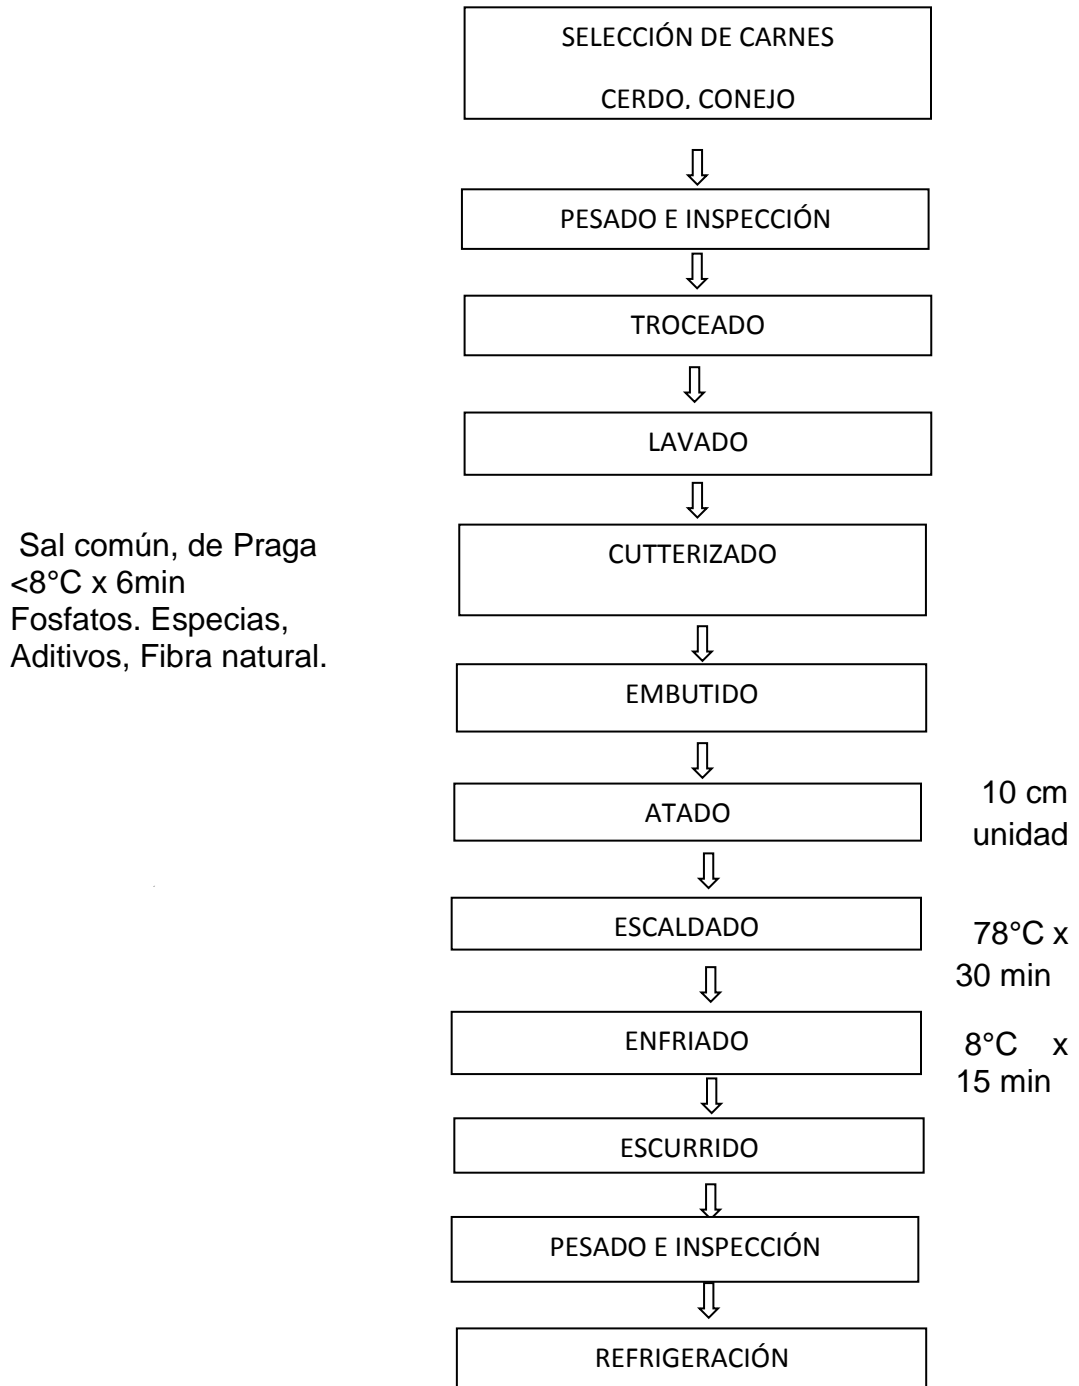 SELECCIÓN DE CARNES
CERDO, CONEJO
PESADO E INSPECCIÓN
TROCEADO
LAVADO
Sal común, de Praga
<8°C x 6min
Fosfatos. Especias,
Aditivos, Fibra natural.
CUTTERIZADO
EMBUTIDO
ATADO
10 cm
unidad
ESCALDADO
78°C x
30 min
ENFRIADO
8°C x
15 min
ESCURRIDO
PESADO E INSPECCIÓN
REFRIGERACIÓN